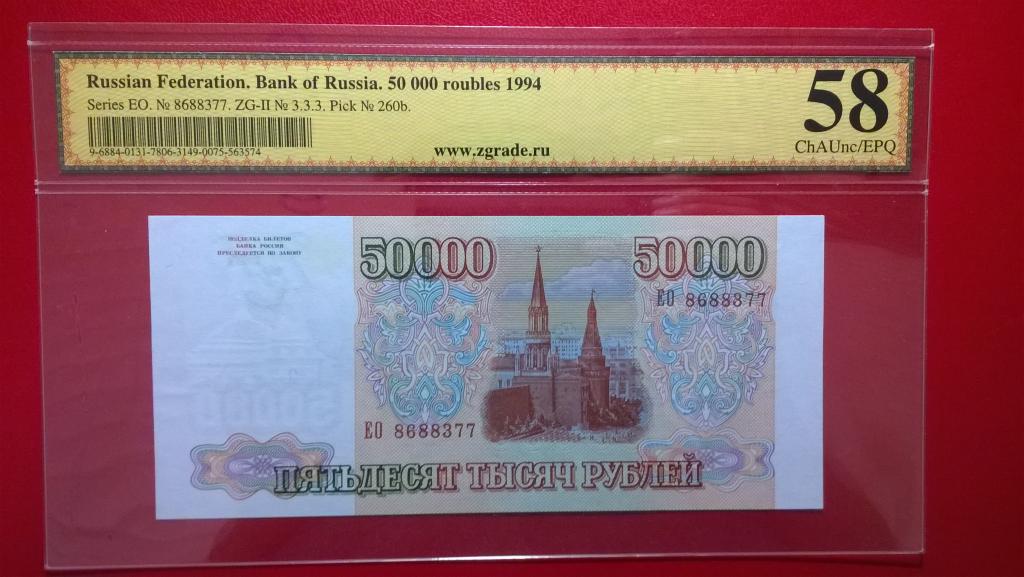 Russian Federation. Bank of Russia. 50 000 roubles 1994
Series EO. № 8688377. ZG-II № 3.3.3. Pick № 260b.
9-6884-0131-7806-3149-0075-563574
www.zgrade.ru
58
ChAUnc/EPQ
ПОДДЕЛКА БИЛЕТОВ
БАНКА РОССИИ
ПРЕСЛЕДУЕТСЯ ПО ЗАКОНУ
50000 50000
ЕО 8688377
ЕО 8688377
ПЯТЬДЕСЯТ ТЫСЯЧ РУБЛЕЙ